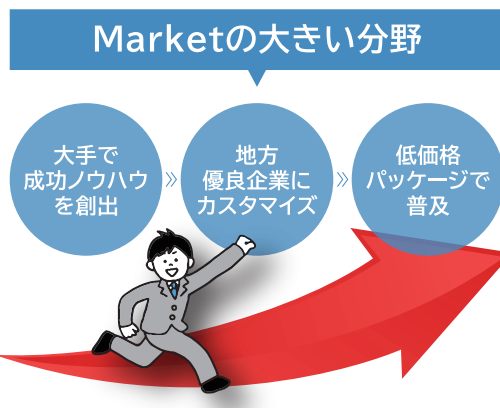 Marketの大きい分野
大手で
成功ノウハウ
を創出
»
地方
優良企業に
カスタマイズ
»
低価格
パッケージで
普及